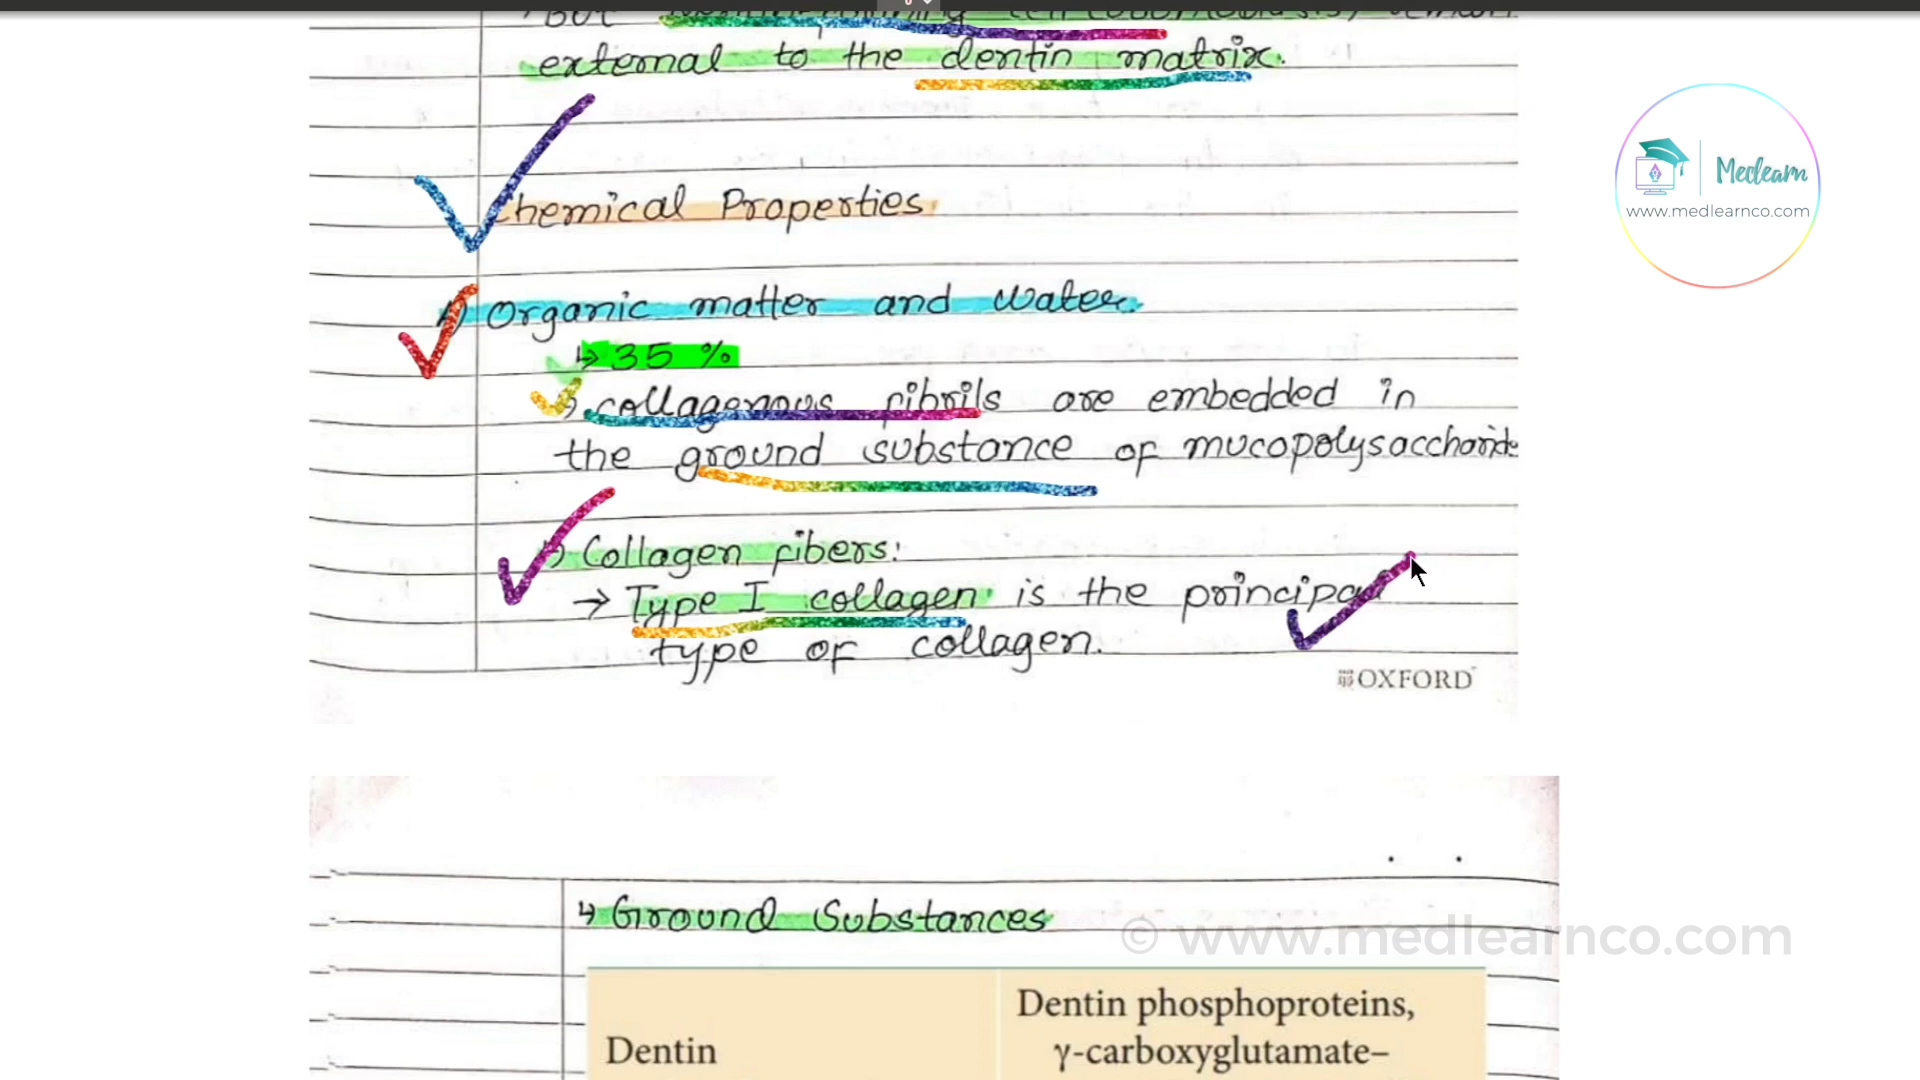 But
external to the dentin matrix.
Chemical Properties
1) Organic matter and water.
↳ 35 %
↳ collagenous fibrils are embedded in
the ground substance of mucopolysaccharide
Collagen fibers:
→ Type I collagen is the principal
type of collagen.
OXFORD
↳ Ground Substances
Dentin
Dentin phosphoproteins,
γ-carboxyglutamate–
Medlearn
www.medlearnco.com
© www.medlearnco.com